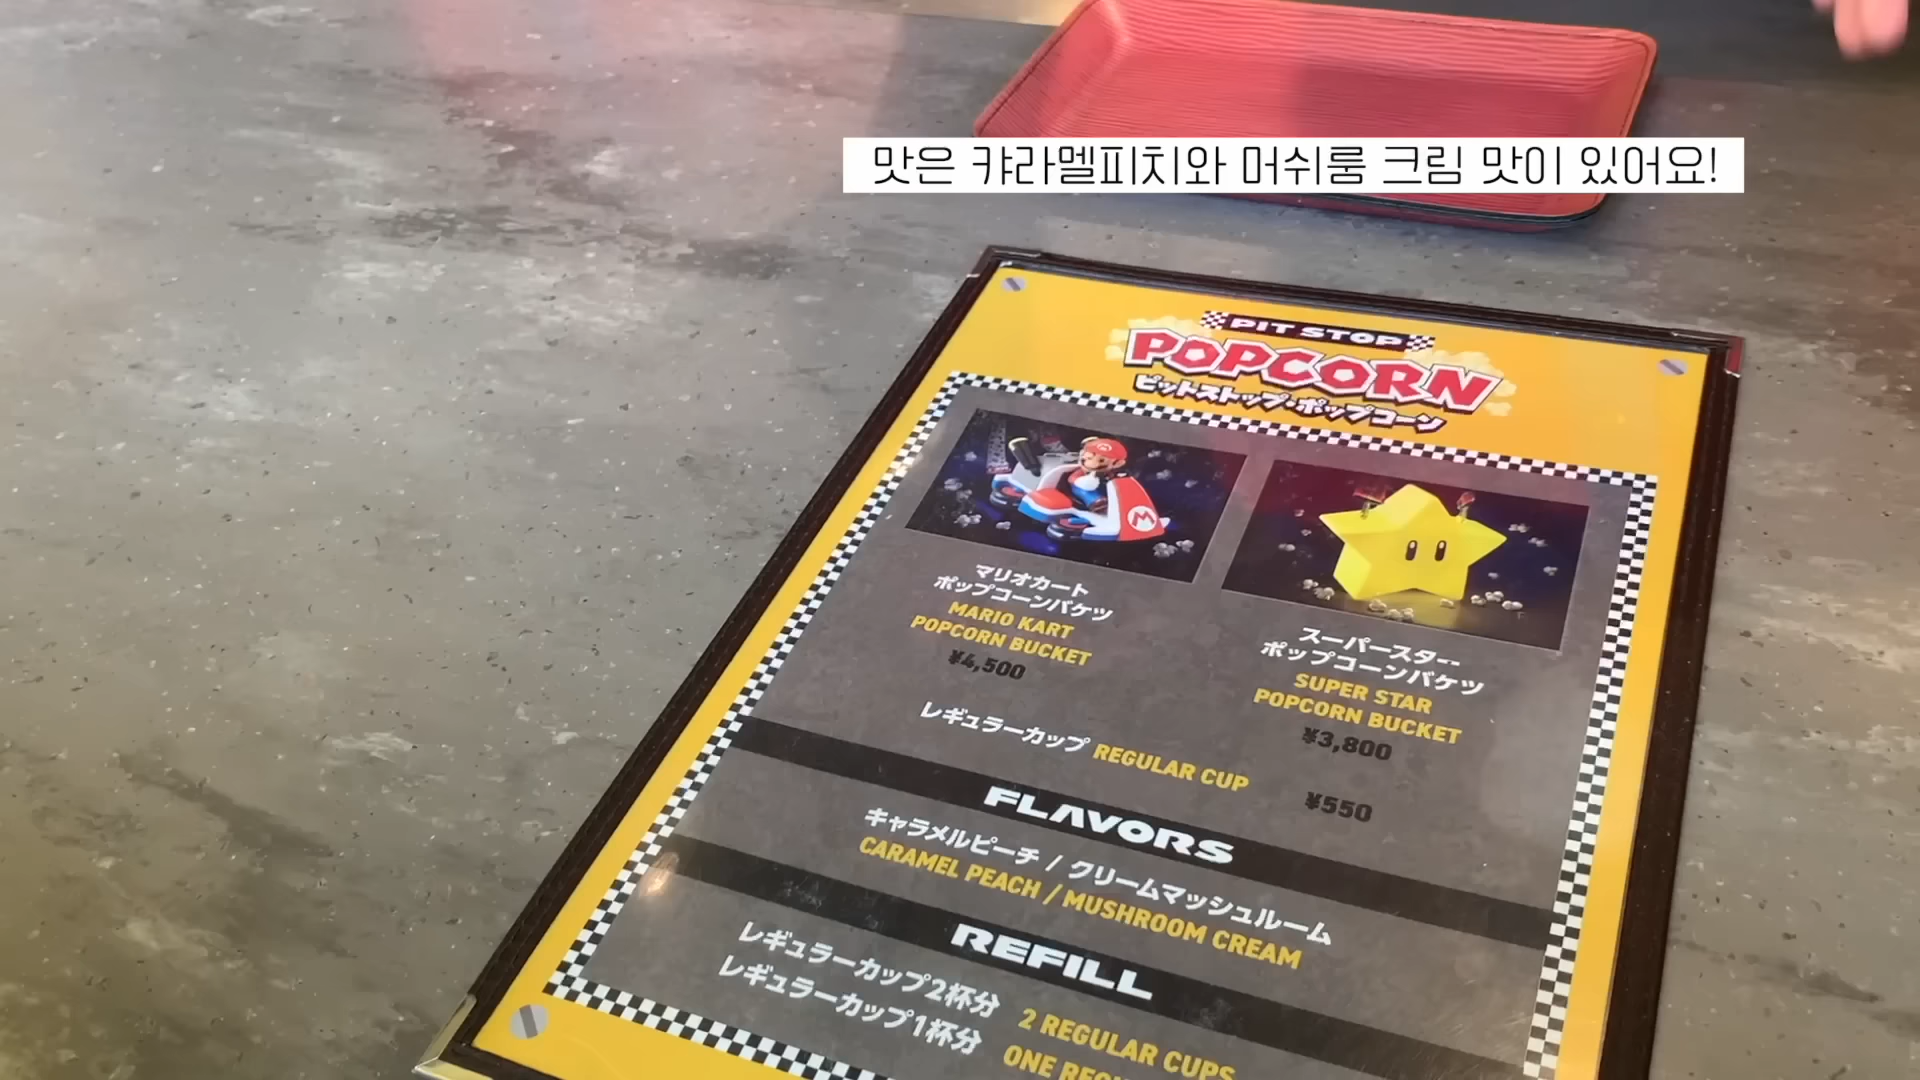 맛은 캬라멜피치와 머쉬룸 크림 맛이 있어요!
PIT STOP
POPCORN
ピットストップ・ポップコーン
マリオカート
ポップコーンバケツ
MARIO KART
POPCORN BUCKET
¥4,500
スーパースター
ポップコーンバケツ
SUPER STAR
POPCORN BUCKET
¥3,800
レギュラーカップ REGULAR CUP ¥550
FLAVORS
キャラメルピーチ / クリームマッシュルーム
CARAMEL PEACH / MUSHROOM CREAM
REFILL
レギュラーカップ2杯分 2 REGULAR CUPS
レギュラーカップ1杯分 ONE